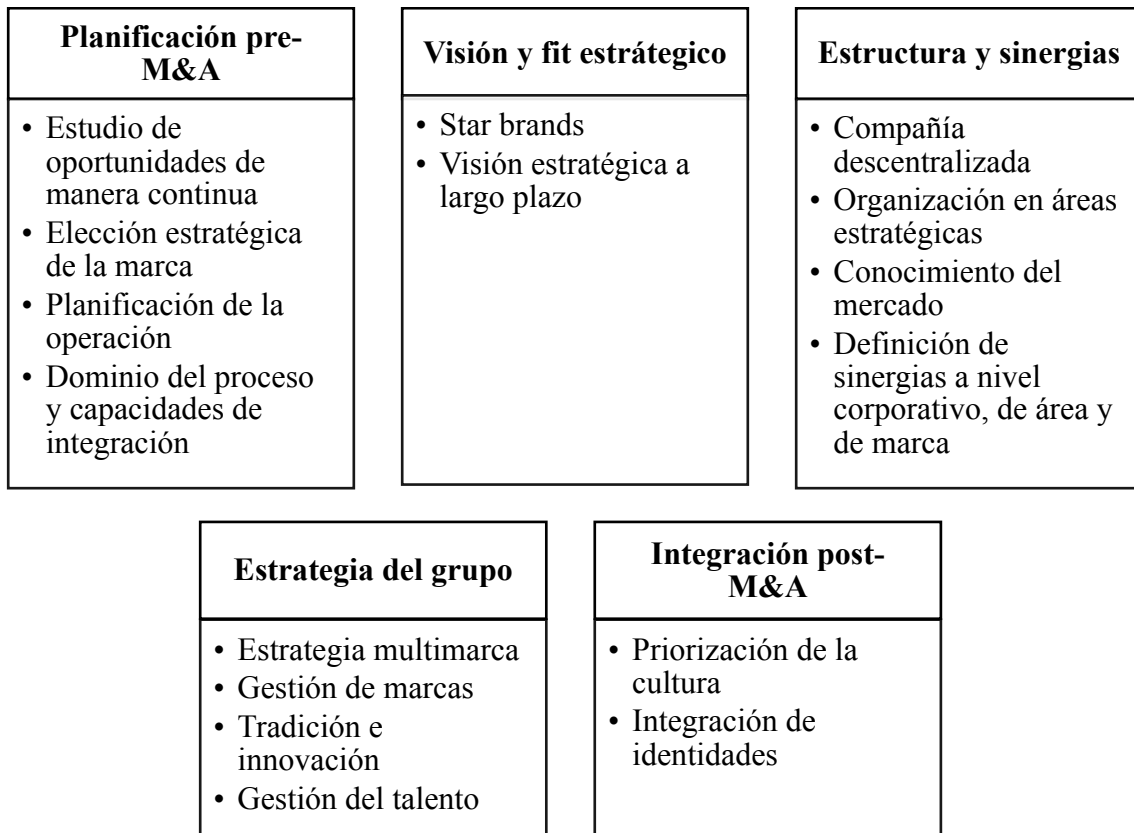 Planificación pre-
M&A
• Estudio de
oportunidades de
manera continua
• Elección estratégica
de la marca
• Planificación de la
operación
• Dominio del proceso
y capacidades de
integración
Visión y fit estrátegico
• Star brands
• Visión estratégica a
largo plazo
Estructura y sinergias
• Compañía
descentralizada
• Organización en áreas
estratégicas
• Conocimiento del
mercado
• Definición de
sinergias a nivel
corporativo, de área y
de marca
Estrategia del grupo
• Estrategia multimarca
• Gestión de marcas
• Tradición e
innovación
• Gestión del talento
Integración post-
M&A
• Priorización de la
cultura
• Integración de
identidades